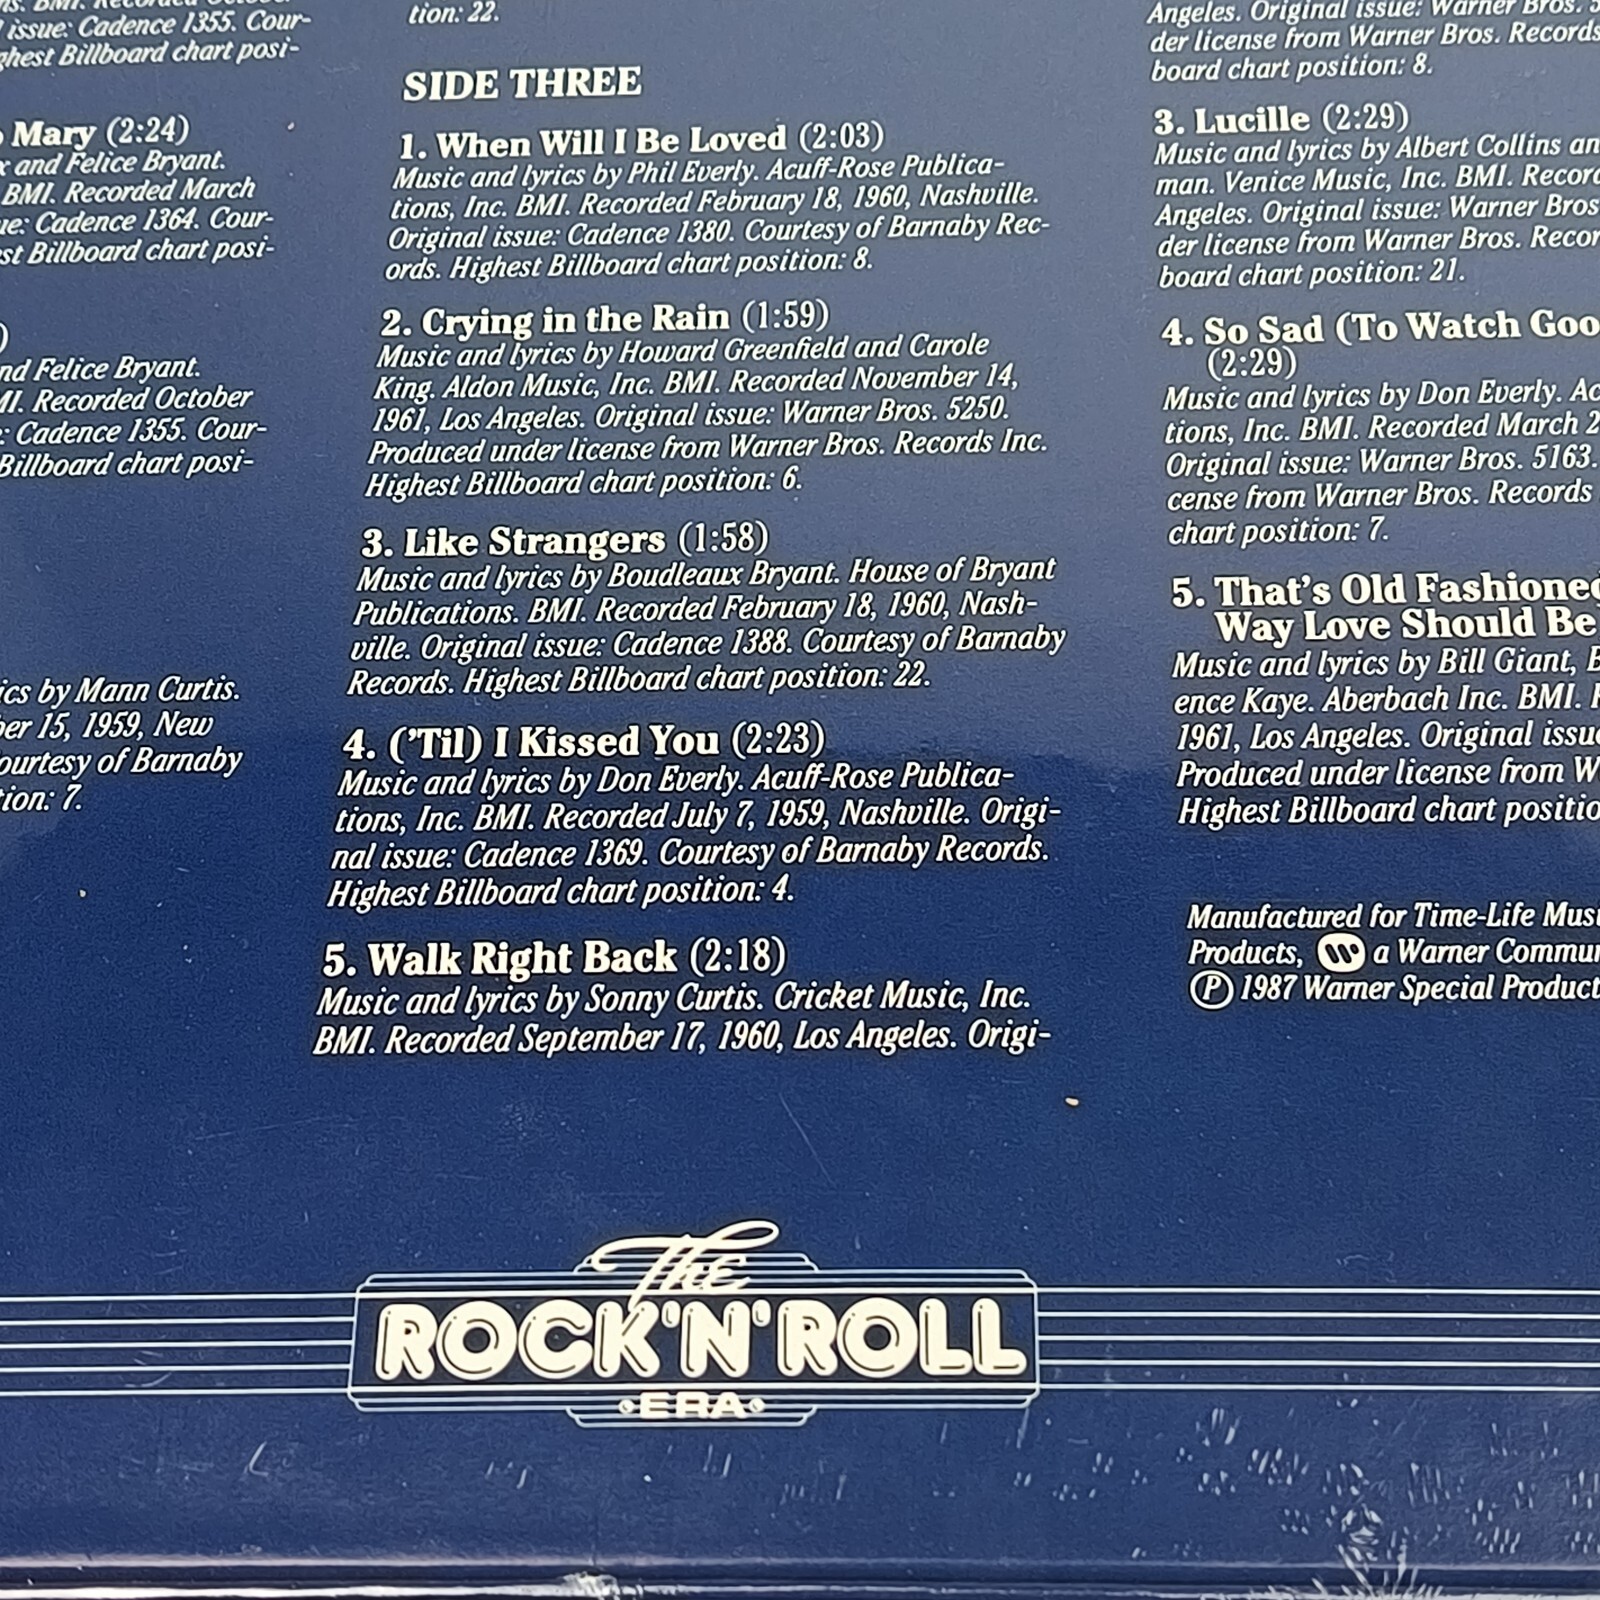 issue: Cadence 1355. Cour-
ghest Billboard chart posi-
Mary (2:24)
and Felice Bryant.
BMI. Recorded March
ue: Cadence 1364. Cour-
st Billboard chart posi-
)
nd Felice Bryant.
MI. Recorded October
: Cadence 1355. Cour-
Billboard chart posi-
ics by Mann Curtis.
ber 15, 1959, New
ourtesy of Barnaby
tion: 7.
tion: 22.
SIDE THREE
1. When Will I Be Loved (2:03)
Music and lyrics by Phil Everly. Acuff-Rose Publica-
tions, Inc. BMI. Recorded February 18, 1960, Nashville.
Original issue: Cadence 1380. Courtesy of Barnaby Rec-
ords. Highest Billboard chart position: 8.
2. Crying in the Rain (1:59)
Music and lyrics by Howard Greenfield and Carole
King. Aldon Music, Inc. BMI. Recorded November 14,
1961, Los Angeles. Original issue: Warner Bros. 5250.
Produced under license from Warner Bros. Records Inc.
Highest Billboard chart position: 6.
3. Like Strangers (1:58)
Music and lyrics by Boudleaux Bryant. House of Bryant
Publications. BMI. Recorded February 18, 1960, Nash-
ville. Original issue: Cadence 1388. Courtesy of Barnaby
Records. Highest Billboard chart position: 22.
4. ('Til) I Kissed You (2:23)
Music and lyrics by Don Everly. Acuff-Rose Publica-
tions, Inc. BMI. Recorded July 7, 1959, Nashville. Origi-
nal issue: Cadence 1369. Courtesy of Barnaby Records.
Highest Billboard chart position: 4.
5. Walk Right Back (2:18)
Music and lyrics by Sonny Curtis. Cricket Music, Inc.
BMI. Recorded September 17, 1960, Los Angeles. Origi-
Angeles. Original issue: Warner Bros.
der license from Warner Bros. Records
board chart position: 8.
3. Lucille (2:29)
Music and lyrics by Albert Collins an
man. Venice Music, Inc. BMI. Record
Angeles. Original issue: Warner Bros
der license from Warner Bros. Recor
board chart position: 21.
4. So Sad (To Watch Goo
(2:29)
Music and lyrics by Don Everly. Ac
tions, Inc. BMI. Recorded March 2
Original issue: Warner Bros. 5163.
cense from Warner Bros. Records
chart position: 7.
5. That's Old Fashioned
Way Love Should Be
Music and lyrics by Bill Giant, B
ence Kaye. Aberbach Inc. BMI. R
1961, Los Angeles. Original issue
Produced under license from W
Highest Billboard chart positio
Manufactured for Time-Life Musi
Products, a Warner Commun
Ⓟ 1987 Warner Special Product
The
ROCK'N'ROLL
•ERA•